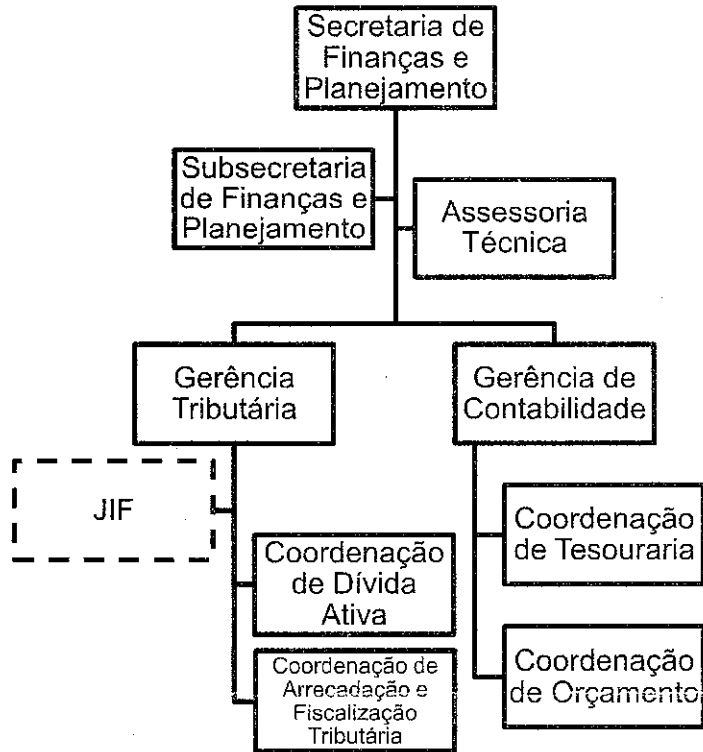 Secretaria de
Finanças e
Planejamento
Subsecretaria
de Finanças e
Planejamento
Assessoria
Técnica
Gerência
Tributária
Gerência de
Contabilidade
JIF
Coordenação
de Dívida
Ativa
Coordenação de
Arrecadação e
Fiscalização
Tributária
Coordenação
de Tesouraria
Coordenação
de Orçamento